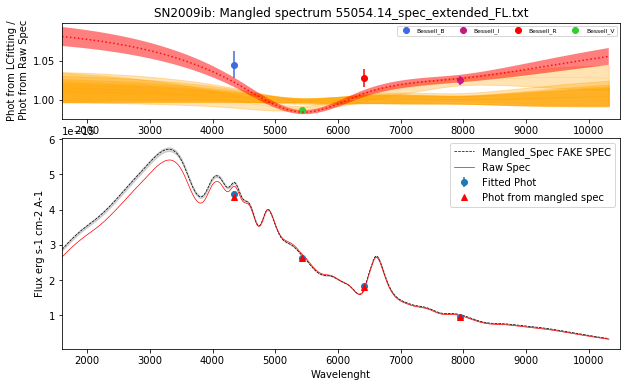 SN2009ib: Mangled spectrum 55054.14_spec_extended_FL.txt
Phot from LCfitting /
Phot from Raw Spec
1.05
1.00
Bessell_B Bessell_I Bessell_R Bessell_V
2000 3000 4000 5000 6000 7000 8000 9000 10000
1e-15
Flux erg s-1 cm-2 A-1
6
5
4
3
2
1
Mangled_Spec FAKE SPEC
Raw Spec
Fitted Phot
Phot from mangled spec
2000 3000 4000 5000 6000 7000 8000 9000 10000
Wavelenght